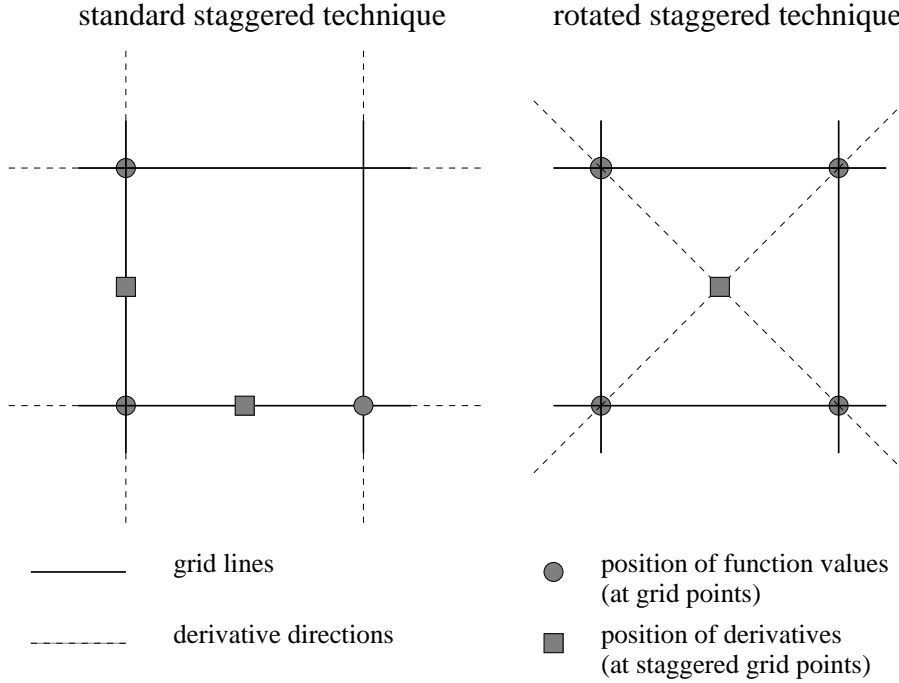 standard staggered technique
rotated staggered technique
grid lines
derivative directions
position of function values
(at grid points)
position of derivatives
(at staggered grid points)